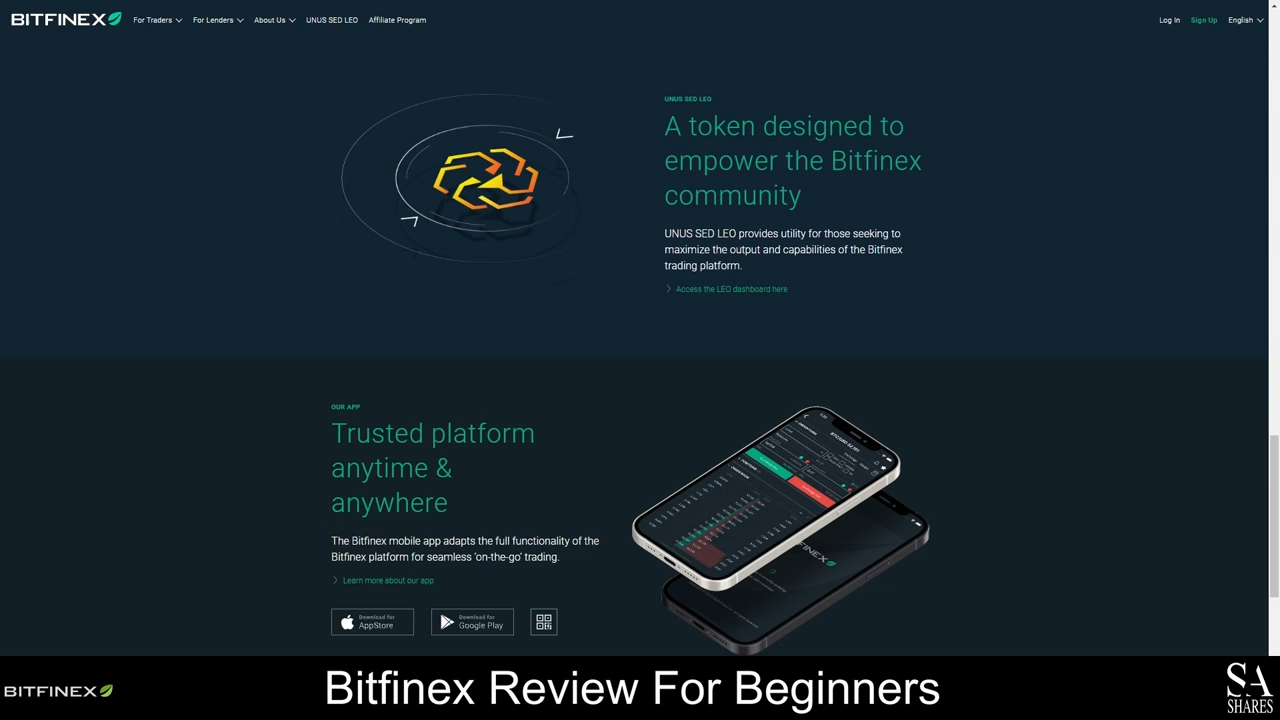 BITFINEX
For Traders
For Lenders
About Us
UNUS SED LEO
Affiliate Program
Log In
Sign Up
English
UNUS SED LEO
A token designed to
empower the Bitfinex
community
UNUS SED LEO provides utility for those seeking to
maximize the output and capabilities of the Bitfinex
trading platform.
Access the LEO dashboard here
OUR APP
Trusted platform
anytime &
anywhere
The Bitfinex mobile app adapts the full functionality of the
Bitfinex platform for seamless 'on-the-go' trading.
Learn more about our app
Download for
AppStore
Download for
Google Play
BITFINEX
Bitfinex Review For Beginners
SA
SHARES